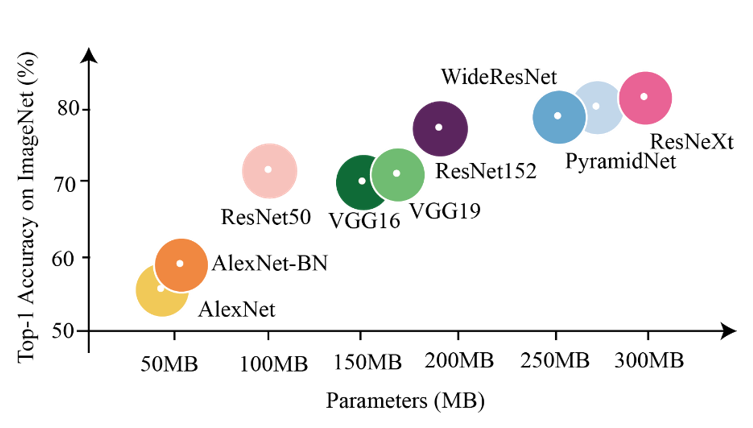 Top-1 Accuracy on ImageNet (%)
80
70
60
50
WideResNet
ResNeXt
PyramidNet
ResNet152
ResNet50
VGG16
VGG19
AlexNet-BN
AlexNet
50MB
100MB
150MB
200MB
250MB
300MB
Parameters (MB)